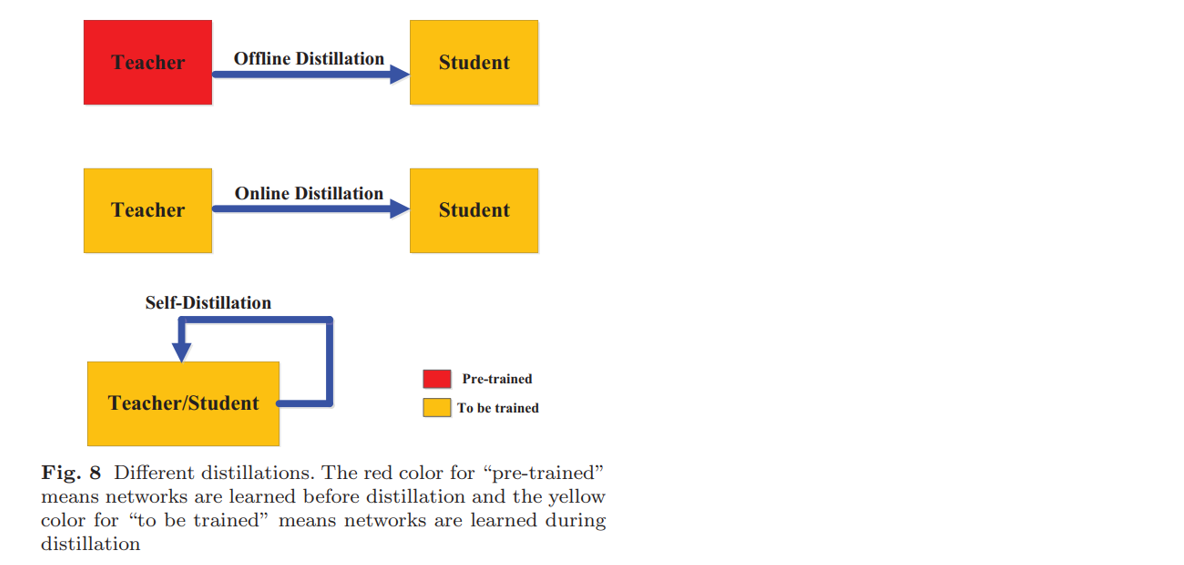 Teacher
Offline Distillation
Student
Teacher
Online Distillation
Student
Self-Distillation
Teacher/Student
Pre-trained
To be trained
Fig. 8 Different distillations. The red color for “pre-trained”
means networks are learned before distillation and the yellow
color for “to be trained” means networks are learned during
distillation